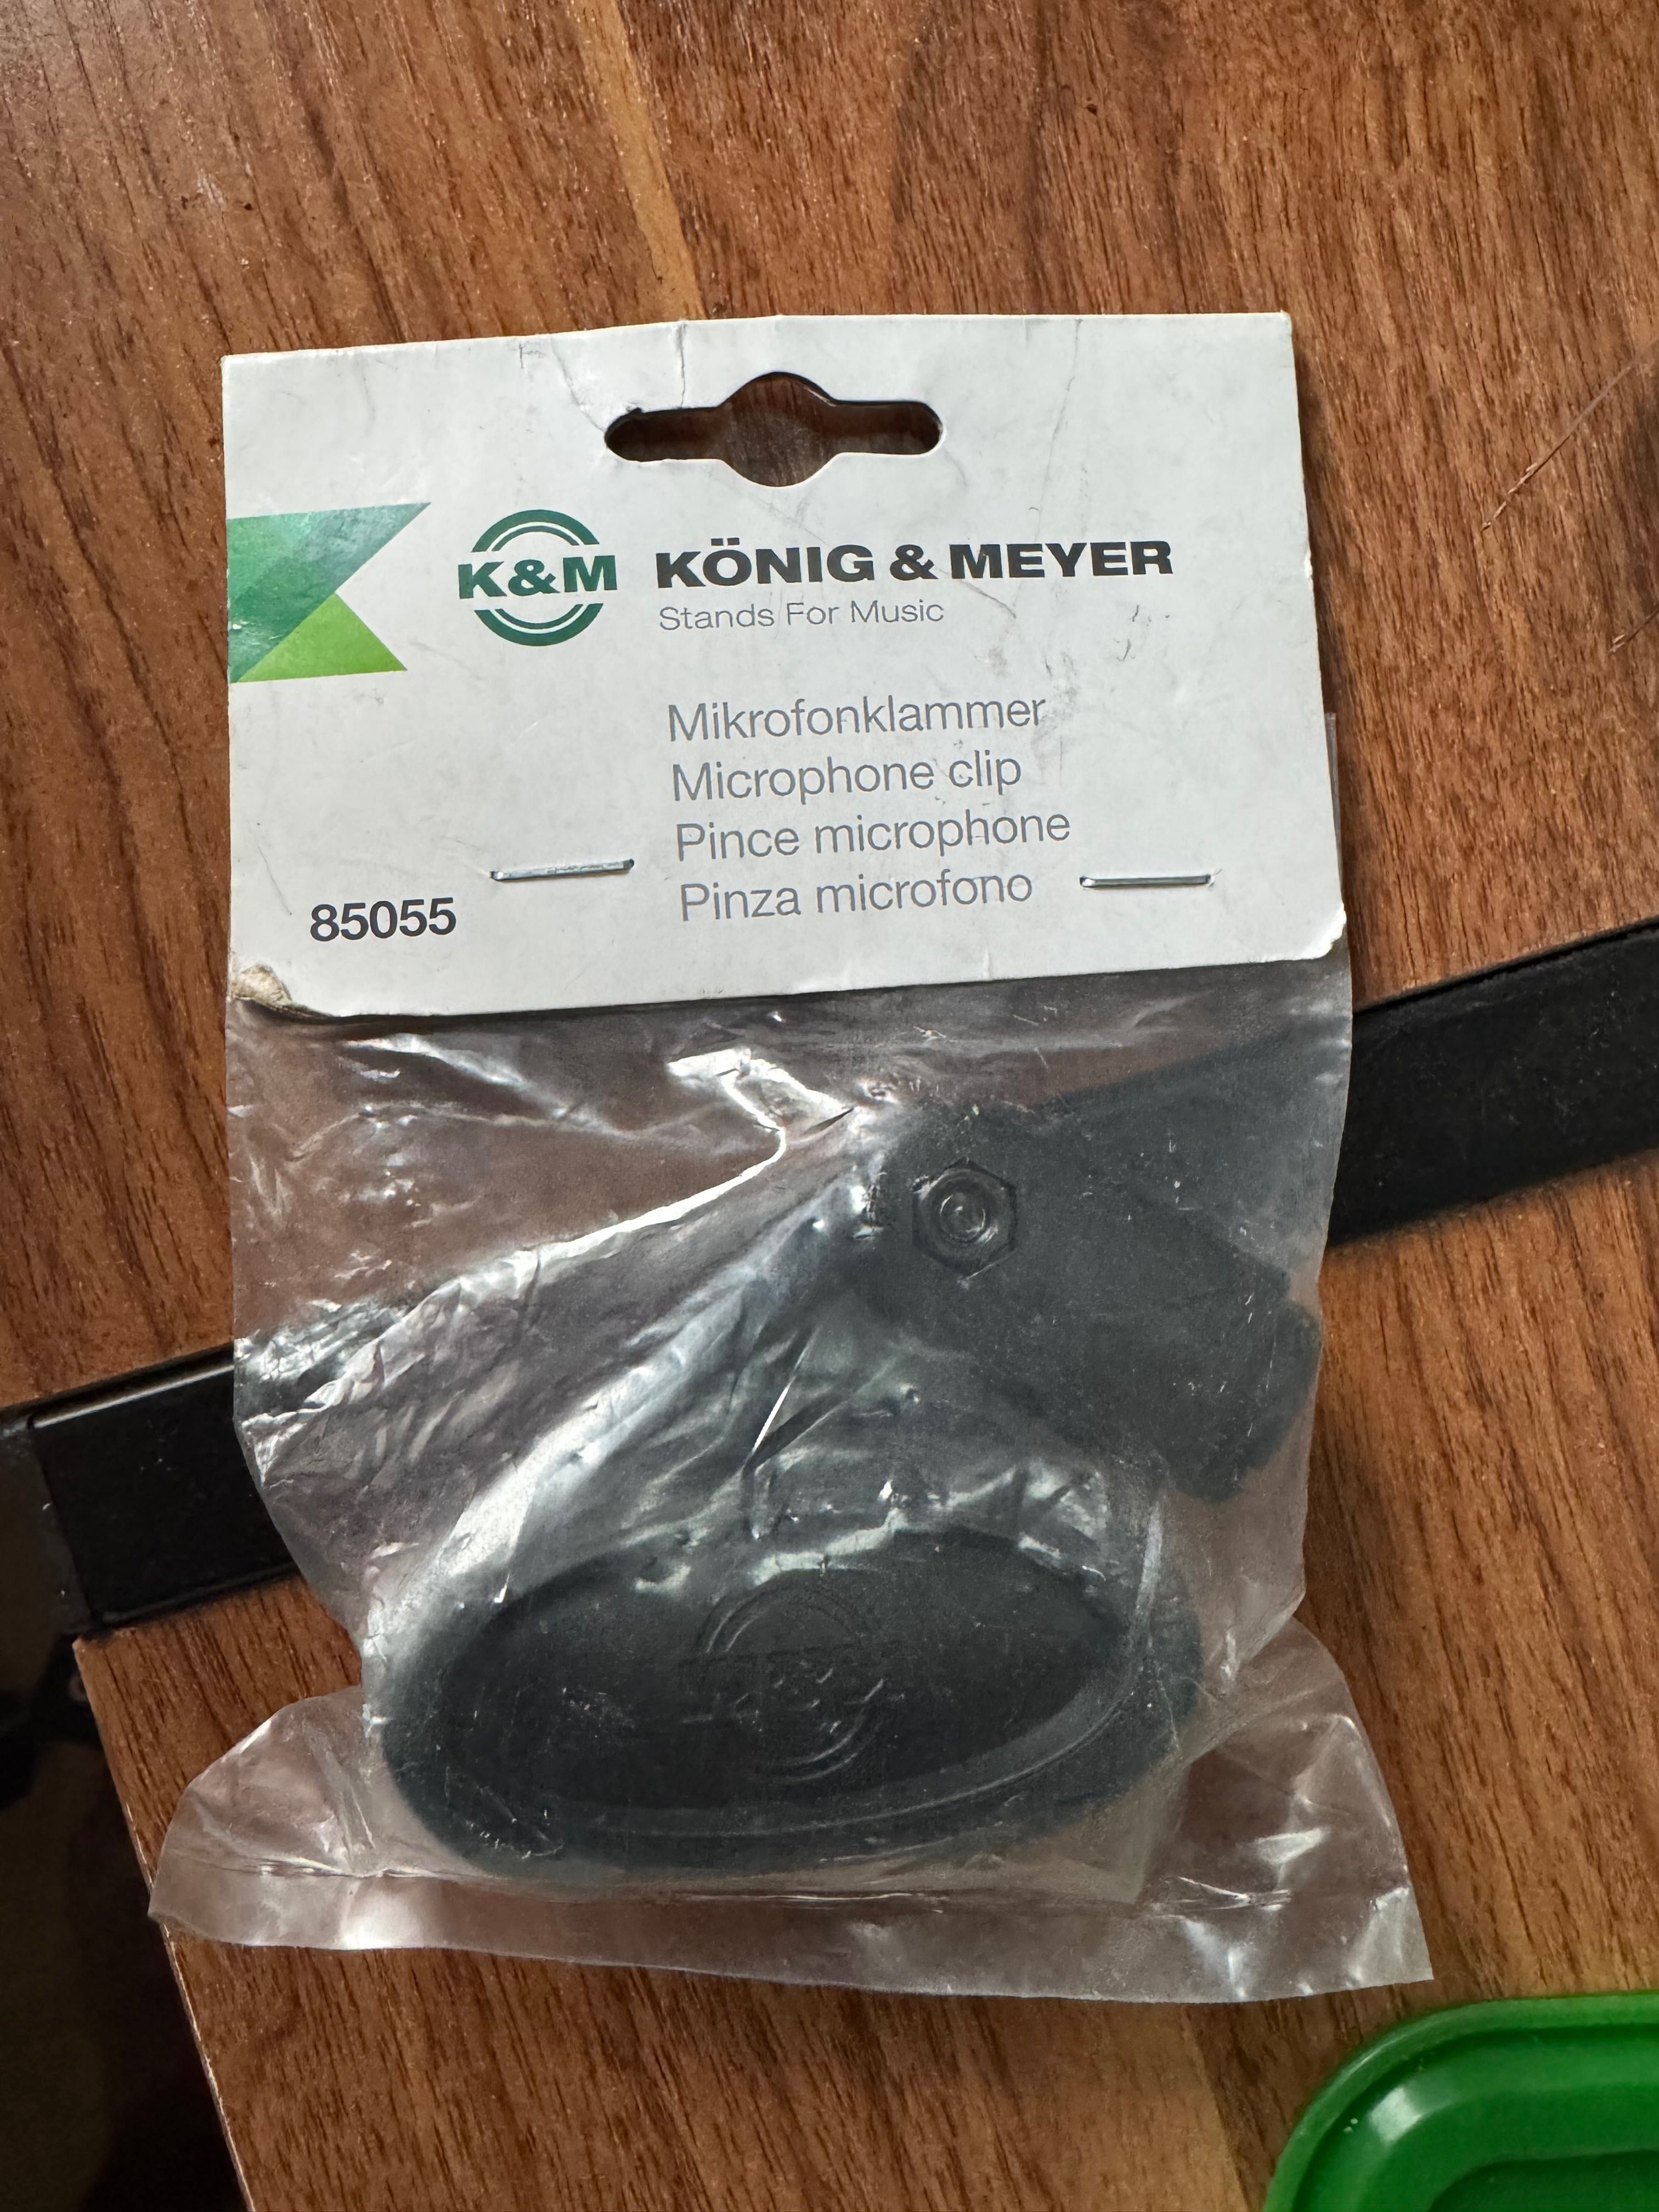 K&M
KÖNIG & MEYER
Stands For Music
Mikrofonklammer
Microphone clip
Pince microphone
Pinza microfono
85055